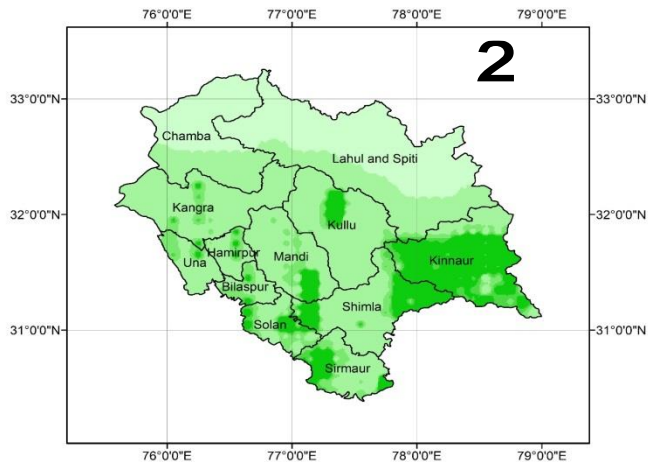 76°0'0"E 77°0'0"E 78°0'0"E 79°0'0"E
2
33°0'0"N 33°0'0"N
Chamba
Lahul and Spiti
32°0'0"N 32°0'0"N
Kangra
Kullu
Hamirpur
Mandi
Una
Kinnaur
Bilaspur
Shimla
Solan
31°0'0"N 31°0'0"N
Sirmaur
76°0'0"E 77°0'0"E 78°0'0"E 79°0'0"E